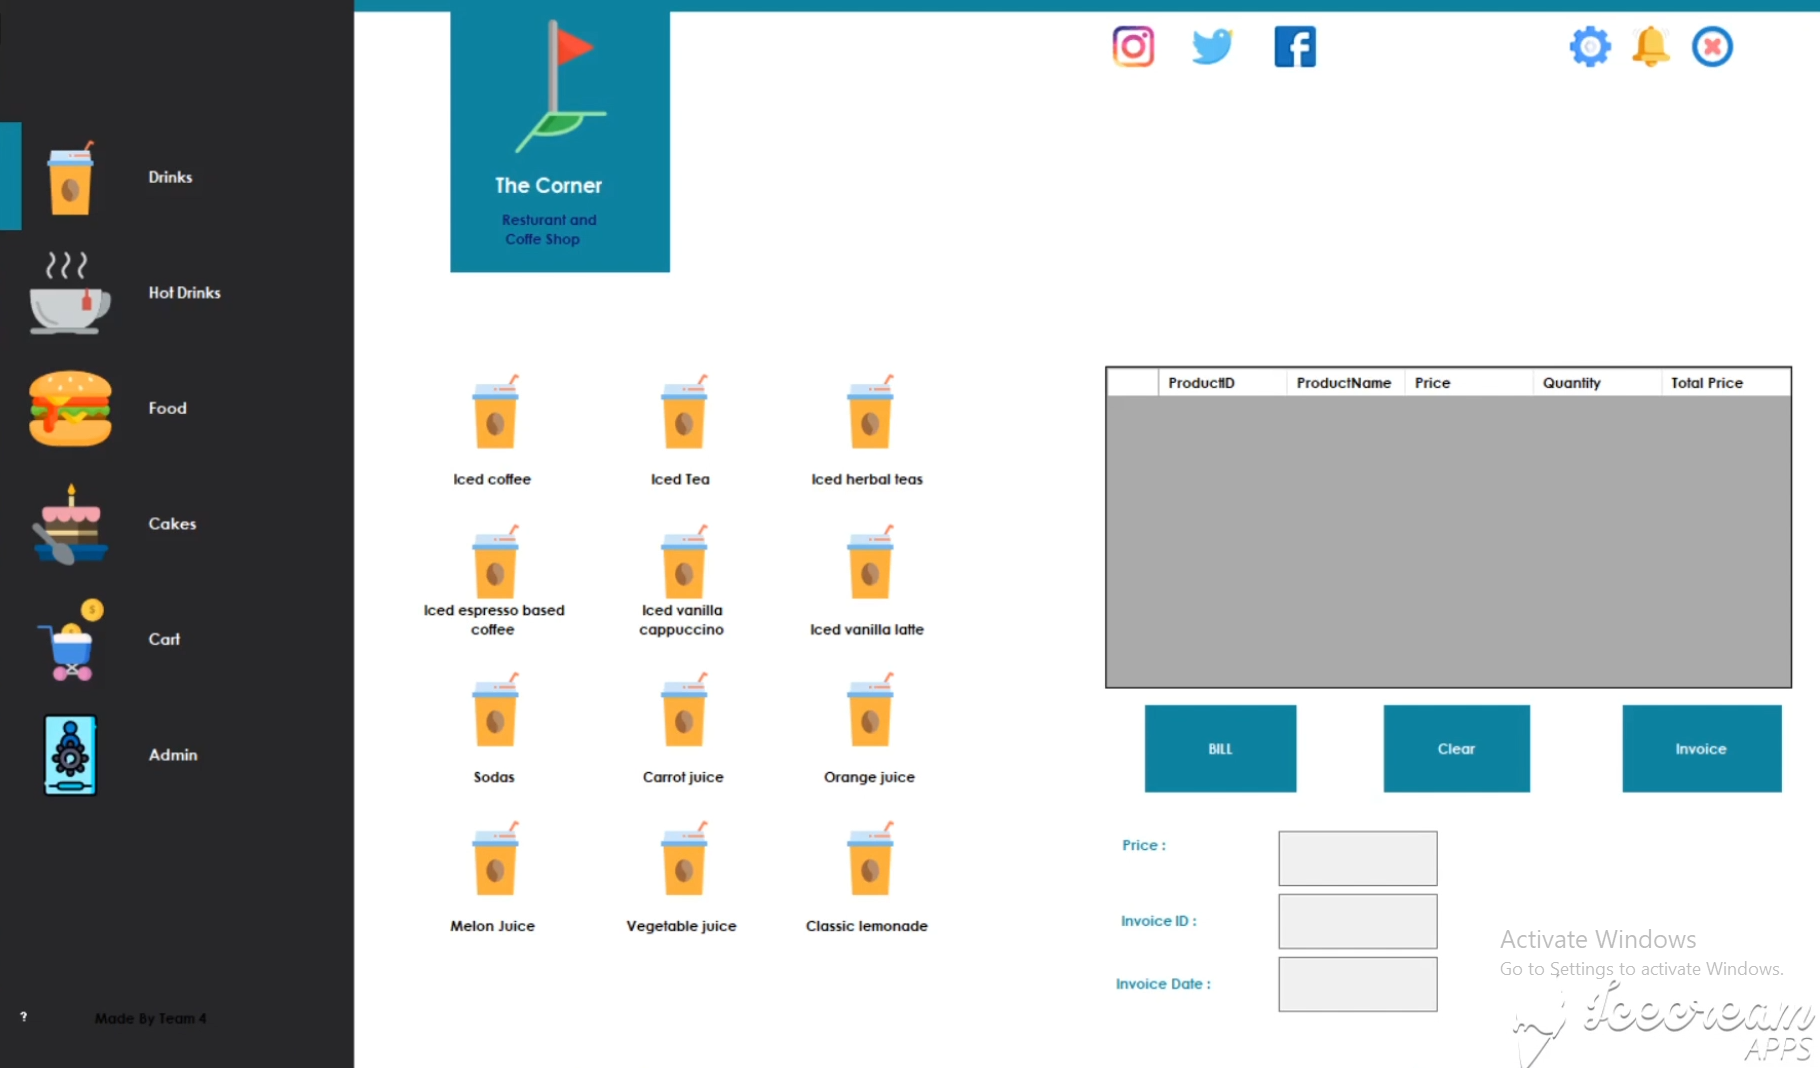 Drinks
Hot Drinks
Food
Cakes
Cart
Admin
?
Made By Team 4
The Corner
Resturant and
Coffe Shop
Iced coffee
Iced Tea
Iced herbal teas
Iced espresso based
coffee
Iced vanilla
cappuccino
Iced vanilla latte
Sodas
Carrot juice
Orange juice
Melon Juice
Vegetable juice
Classic lemonade
ProductID ProductName Price Quantity Total Price
BILL
Clear
Invoice
Price :
Invoice ID :
Invoice Date :
Activate Windows
Go to Settings to activate Windows.
Icecream
APPS